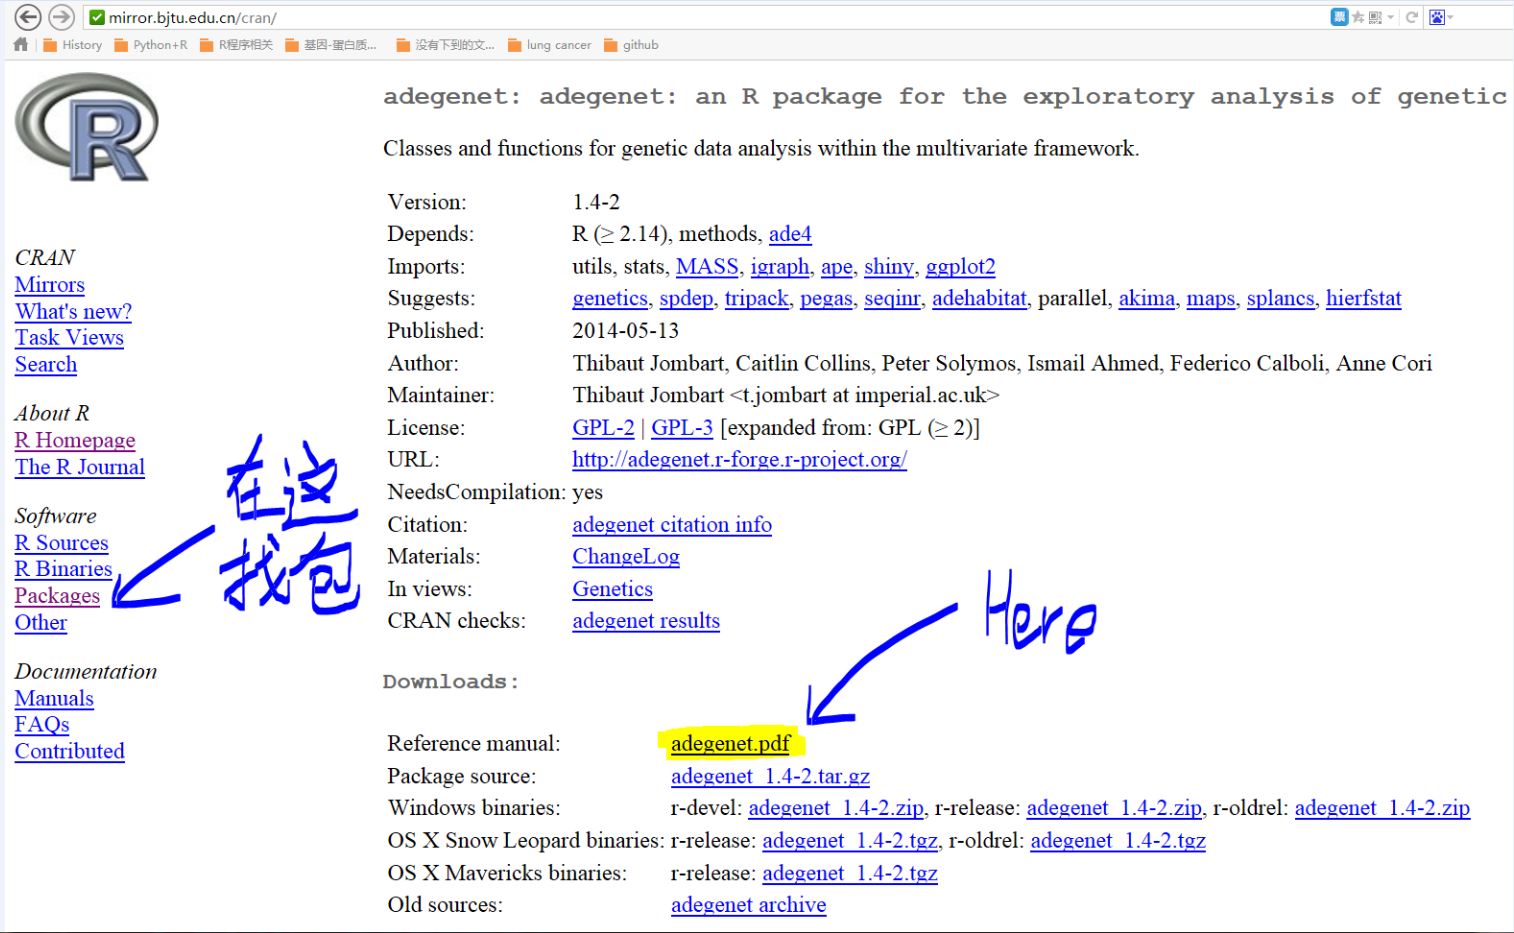 mirror.bjtu.edu.cn/cran/
票
History Python+R R程序相关 基因-蛋白质... 没有下到的文... lung cancer github
R
adegenet: adegenet: an R package for the exploratory analysis of genetic
Classes and functions for genetic data analysis within the multivariate framework.
Version: 1.4-2
Depends: R (≥ 2.14), methods, ade4
Imports: utils, stats, MASS, igraph, ape, shiny, ggplot2
Suggests: genetics, spdep, tripack, pegas, seqinr, adehabitat, parallel, akima, maps, splancs, hierfstat
Published: 2014-05-13
Author: Thibaut Jombart, Caitlin Collins, Peter Solymos, Ismail Ahmed, Federico Calboli, Anne Cori
Maintainer: Thibaut Jombart <t.jombart at imperial.ac.uk>
License: GPL-2 | GPL-3 [expanded from: GPL (≥ 2)]
URL: http://adegenet.r-forge.r-project.org/
NeedsCompilation: yes
Citation: adegenet citation info
Materials: ChangeLog
In views: Genetics
CRAN checks: adegenet results
Downloads:
Reference manual: adegenet.pdf
Package source: adegenet_1.4-2.tar.gz
Windows binaries: r-devel: adegenet_1.4-2.zip, r-release: adegenet_1.4-2.zip, r-oldrel: adegenet_1.4-2.zip
OS X Snow Leopard binaries: r-release: adegenet_1.4-2.tgz, r-oldrel: adegenet_1.4-2.tgz
OS X Mavericks binaries: r-release: adegenet_1.4-2.tgz
Old sources: adegenet archive
CRAN
Mirrors
What's new?
Task Views
Search
About R
R Homepage
The R Journal
Software
R Sources
R Binaries
Packages
Other
Documentation
Manuals
FAQs
Contributed
在这
找包
Here